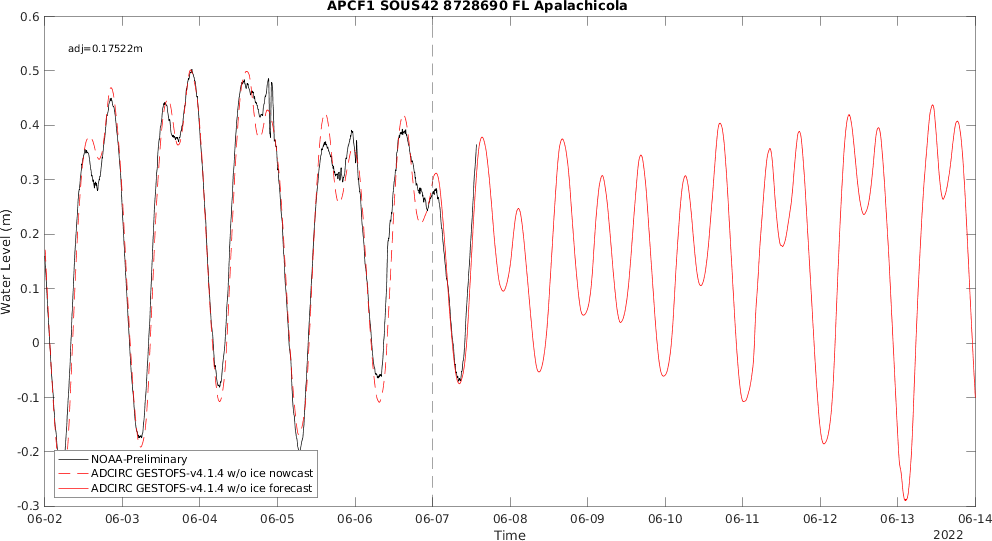 APCF1 SOUS42 8728690 FL Apalachicola
0.6
adj=0.17522m
0.5
0.4
0.3
0.2
0.1
0
-0.1
-0.2
-0.3
Water Level (m)
NOAA-Preliminary
ADCIRC GESTOFS-v4.1.4 w/o ice nowcast
ADCIRC GESTOFS-v4.1.4 w/o ice forecast
06-02 06-03 06-04 06-05 06-06 06-07 06-08 06-09 06-10 06-11 06-12 06-13 06-14
Time
2022